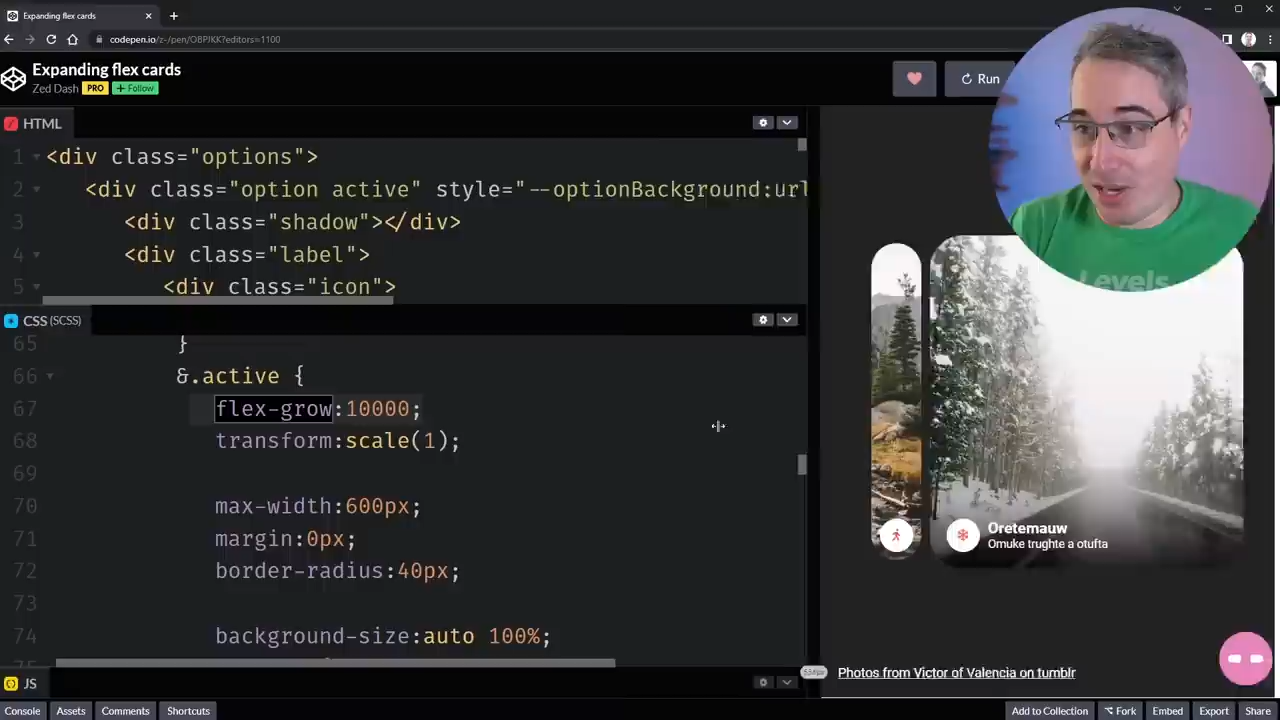 Expanding flex cards
codepen.io/z-/pen/OBPJKK?editors=1100
Expanding flex cards
Zed Dash PRO + Follow
Run
HTML
1 <div class="options">
2 <div class="option active" style="--optionBackground:url
3 <div class="shadow"></div>
4 <div class="label">
5 <div class="icon">
CSS (SCSS)
65 }
66 &.active {
67 flex-grow:10000;
68 transform:scale(1);
69
70 max-width:600px;
71 margin:0px;
72 border-radius:40px;
73
74 background-size:auto 100%;
Levels
Oretemauw
Omuke trughte a otufta
JS
Photos from Victor of Valencia on tumblr
Console Assets Comments Shortcuts
Add to Collection Fork Embed Export Share